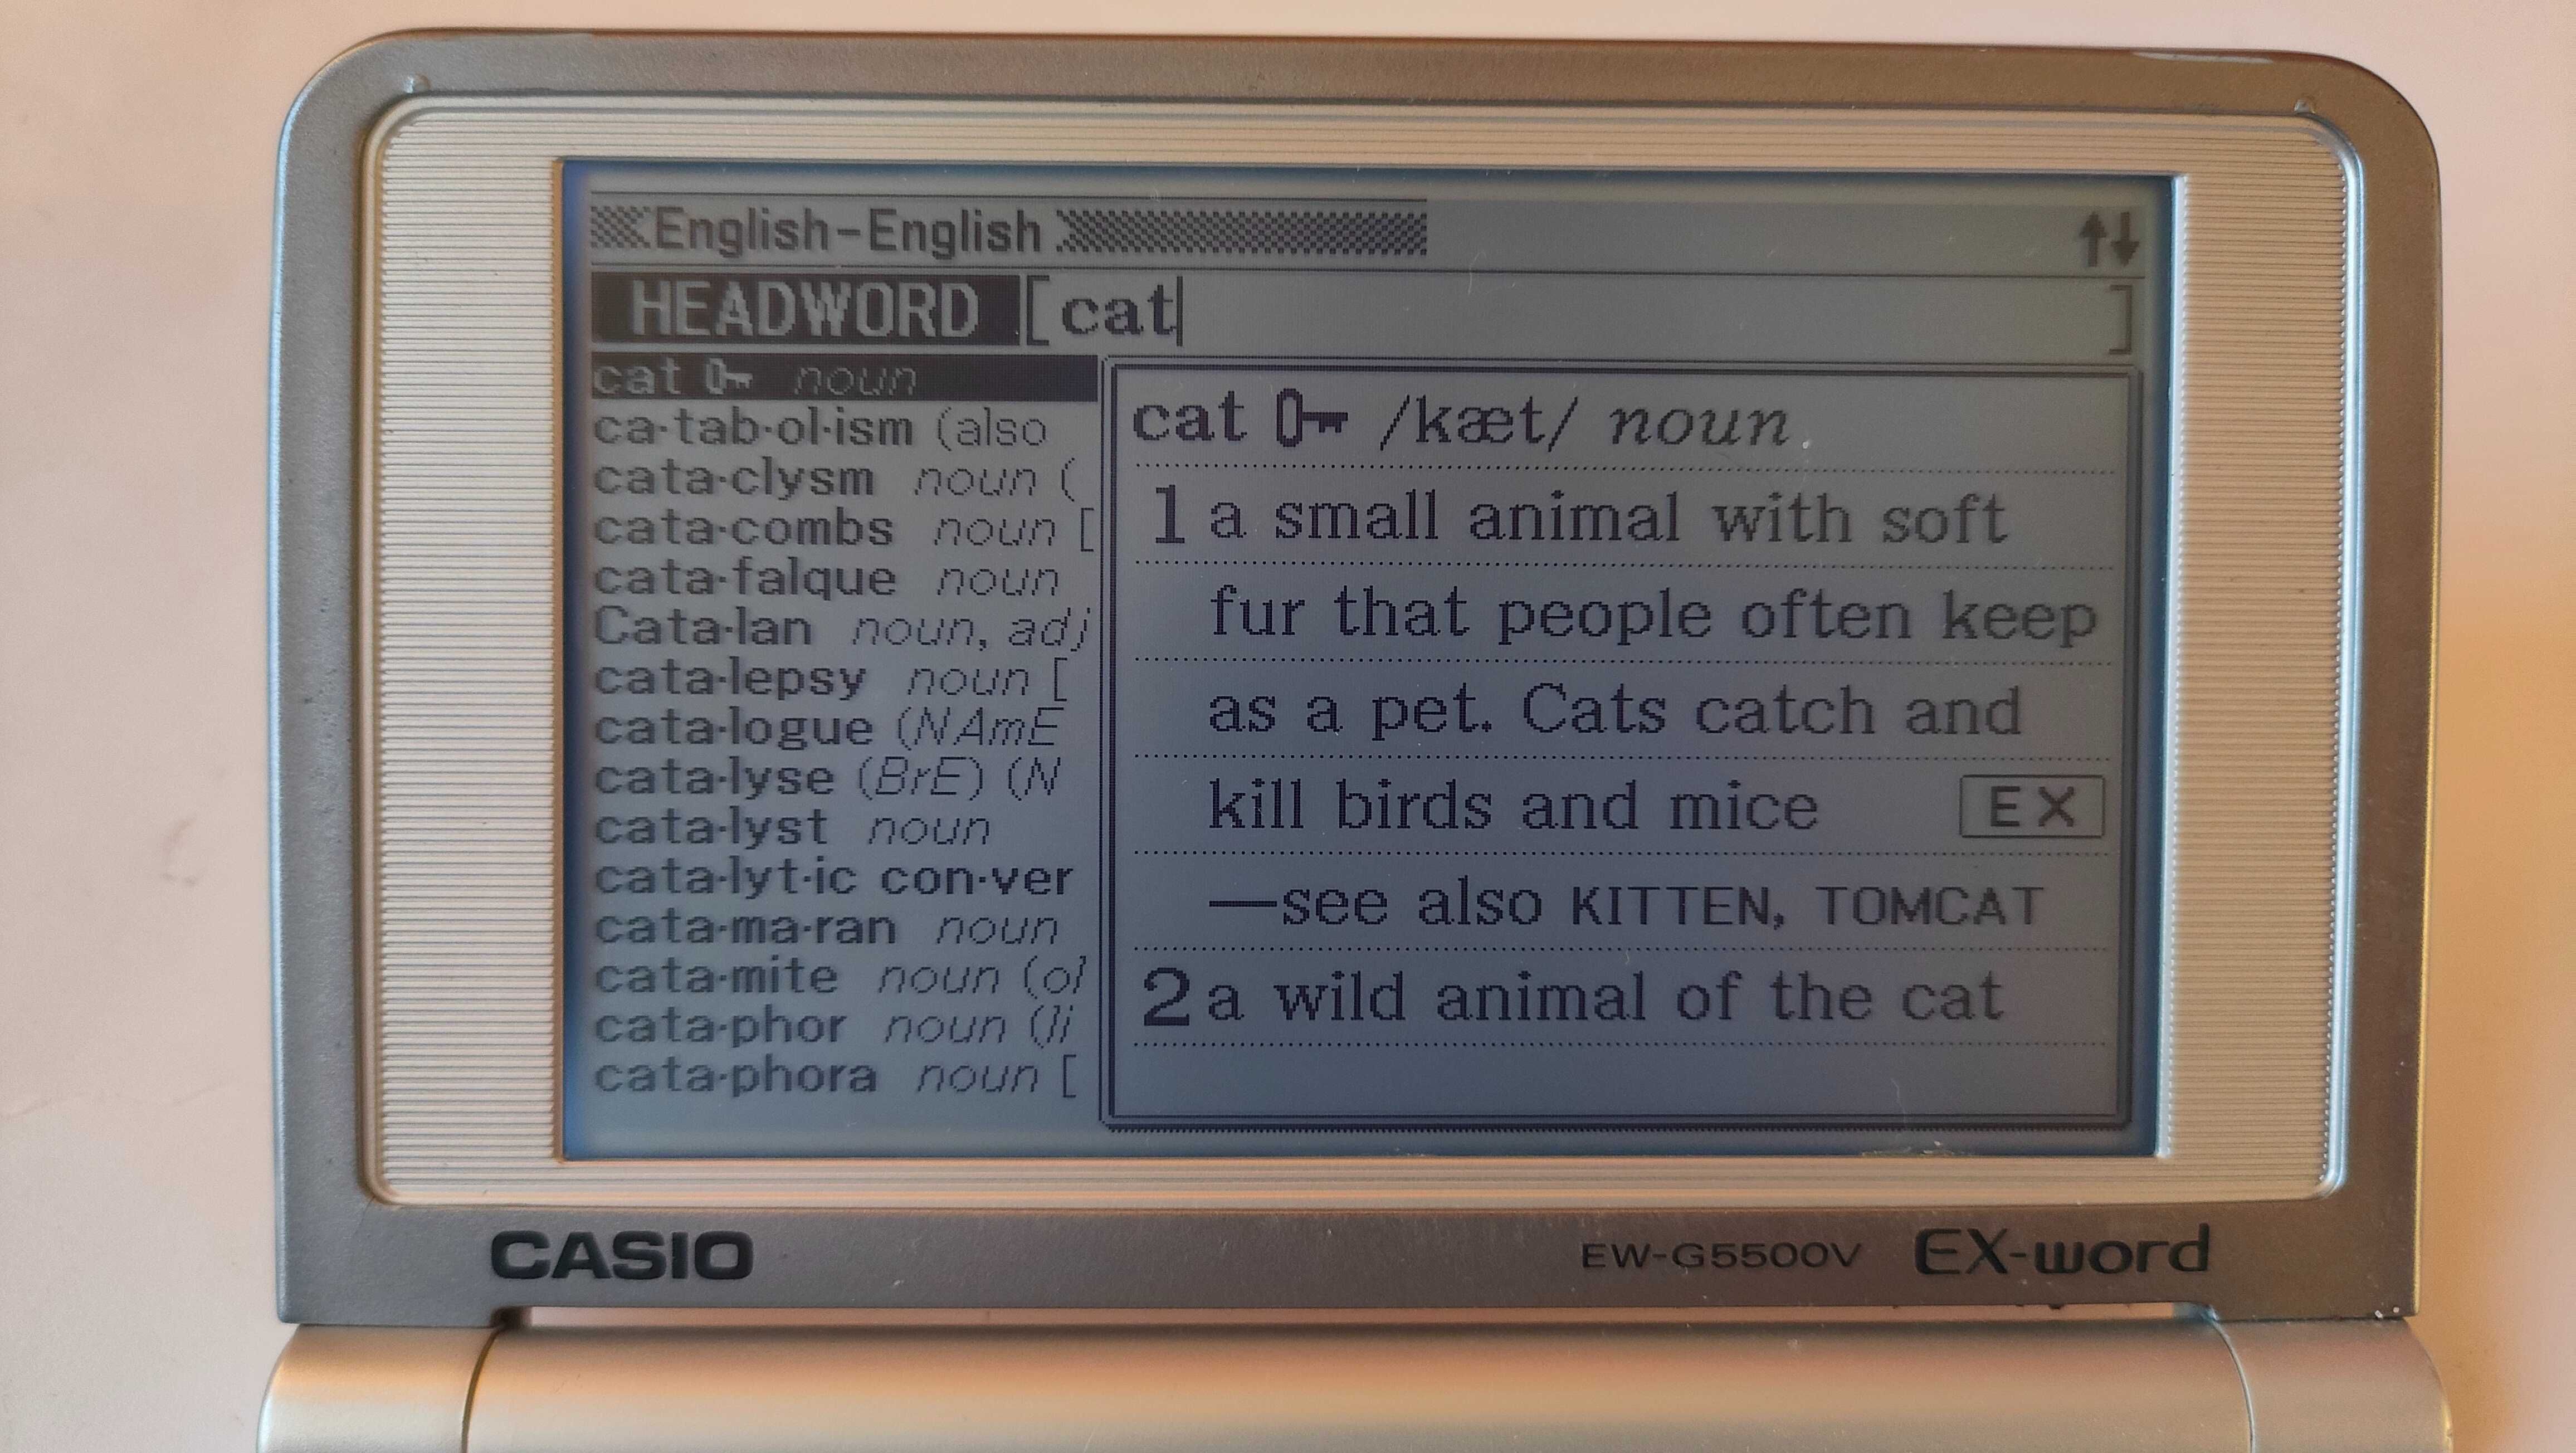 English-English ↑↓
HEADWORD [cat ]
cat noun
ca·tab·ol·ism (also
cata·clysm noun (
cata·combs noun [
cata·falque noun
Cata·lan noun, adj
cata·lepsy noun [
cata·logue (NAmE
cata·lyse (BrE) (N
cata·lyst noun
cata·lyt·ic con·ver
cata·ma·ran noun
cata·mite noun (ol
cata·phor noun (li
cata·phora noun [
cat /kæt/ noun
1 a small animal with soft
fur that people often keep
as a pet. Cats catch and
kill birds and mice EX
—see also KITTEN, TOMCAT
2 a wild animal of the cat
CASIO EW-G5500V EX-word